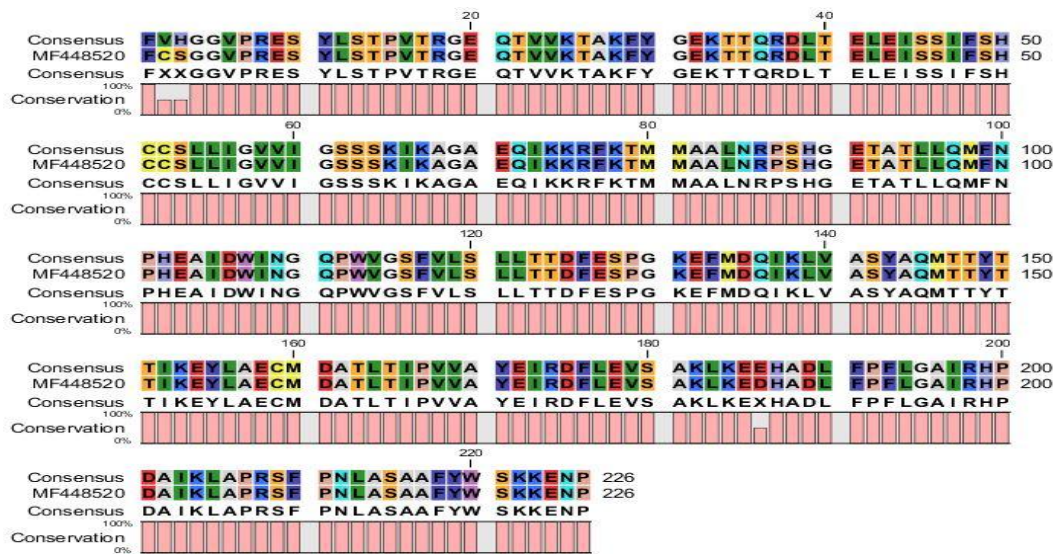 20 40
Consensus FVHGGVPRES YLSTPVTRGE QTVVKTAKFY GEKTTQRDLT ELEISSIFSH 50
MF448520 FCSGGVPRES YLSTPVTRGE QTVVKTAKFY GEKTTQRDLT ELEISSIFSH 50
Consensus FXXGGVPRES YLSTPVTRGE QTVVKTAKFY GEKTTQRDLT ELEISSIFSH
100%
Conservation
0%
60 80 100
Consensus CCSLLIGVVI GSSSKIKAGA EQIKKRFKTM MAALNRPSHG ETATLLQMFN 100
MF448520 CCSLLIGVVI GSSSKIKAGA EQIKKRFKTM MAALNRPSHG ETATLLQMFN 100
Consensus CCSLLIGVVI GSSSKIKAGA EQIKKRFKTM MAALNRPSHG ETATLLQMFN
100%
Conservation
0%
120 140
Consensus PHEAIDWING QPWVGSFVLS LLTTDFESPG KEFMDQIKLV ASYAQMTTYT 150
MF448520 PHEAIDWING QPWVGSFVLS LLTTDFESPG KEFMDQIKLV ASYAQMTTYT 150
Consensus PHEAIDWING QPWVGSFVLS LLTTDFESPG KEFMDQIKLV ASYAQMTTYT
100%
Conservation
0%
160 180 200
Consensus TIKEYLAECM DATLTIPVVA YEIRDFLEVS AKLKEEHADL FPFLGAIRHP 200
MF448520 TIKEYLAECM DATLTIPVVA YEIRDFLEVS AKLKEDHADL FPFLGAIRHP 200
Consensus TIKEYLAECM DATLTIPVVA YEIRDFLEVS AKLKEXHADL FPFLGAIRHP
100%
Conservation
0%
220
Consensus DAIKLAPRSF PNLASAAFYW SKKENP 226
MF448520 DAIKLAPRSF PNLASAAFYW SKKENP 226
Consensus DAIKLAPRSF PNLASAAFYW SKKENP
100%
Conservation
0%